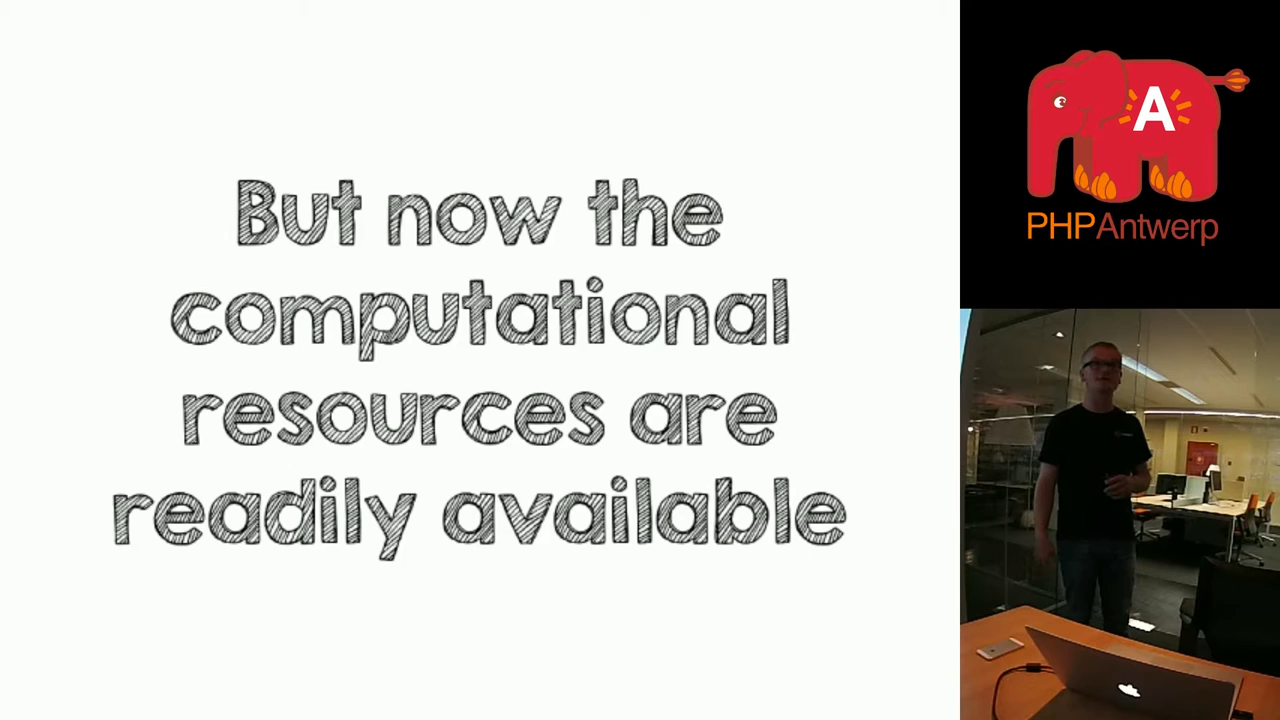 But now the
computational
resources are
readily available
A
PHPAntwerp